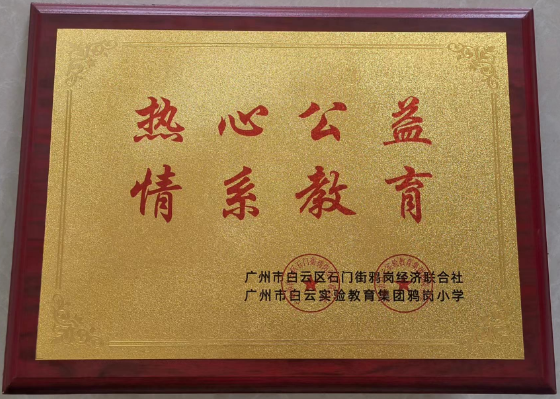 热心公益
情系教育
广州市白云区石门街鸦岗经济联合社
广州市白云实验教育集团鸦岗小学